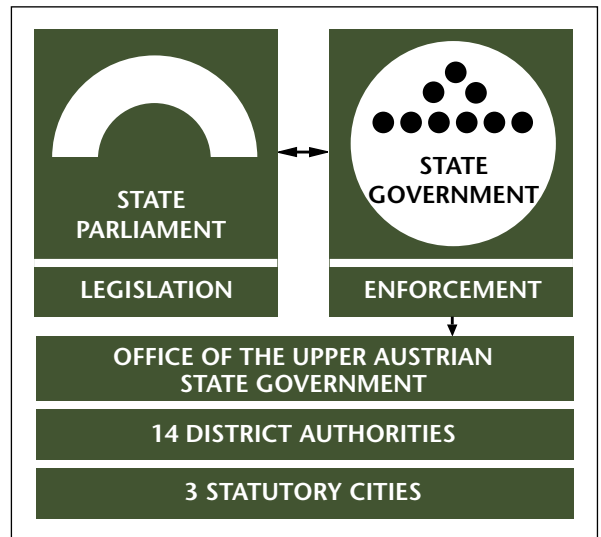 STATE
PARLIAMENT
LEGISLATION
STATE
GOVERNMENT
ENFORCEMENT
OFFICE OF THE UPPER AUSTRIAN
STATE GOVERNMENT
14 DISTRICT AUTHORITIES
3 STATUTORY CITIES